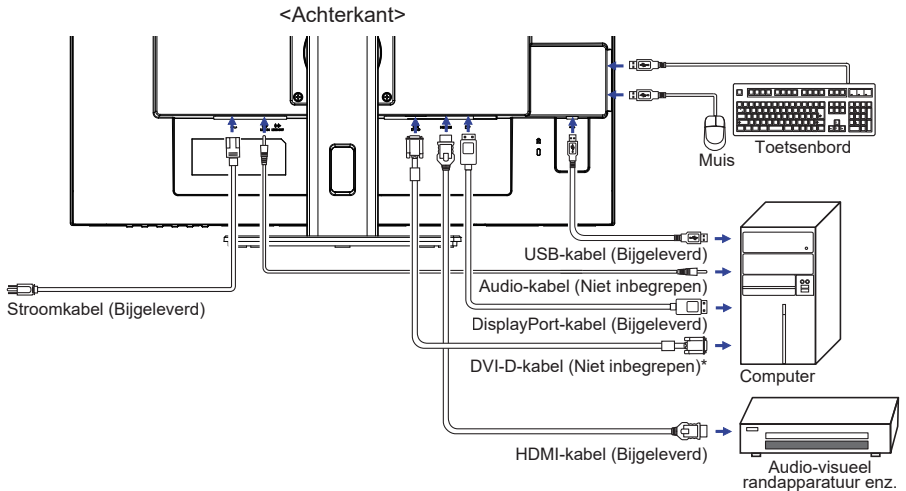 <Achterkant>
Muis
Toetsenbord
USB-kabel (Bijgeleverd)
Audio-kabel (Niet inbegrepen)
Stroomkabel (Bijgeleverd)
DisplayPort-kabel (Bijgeleverd)
DVI-D-kabel (Niet inbegrepen)*
Computer
HDMI-kabel (Bijgeleverd)
Audio-visueel
randapparatuur enz.